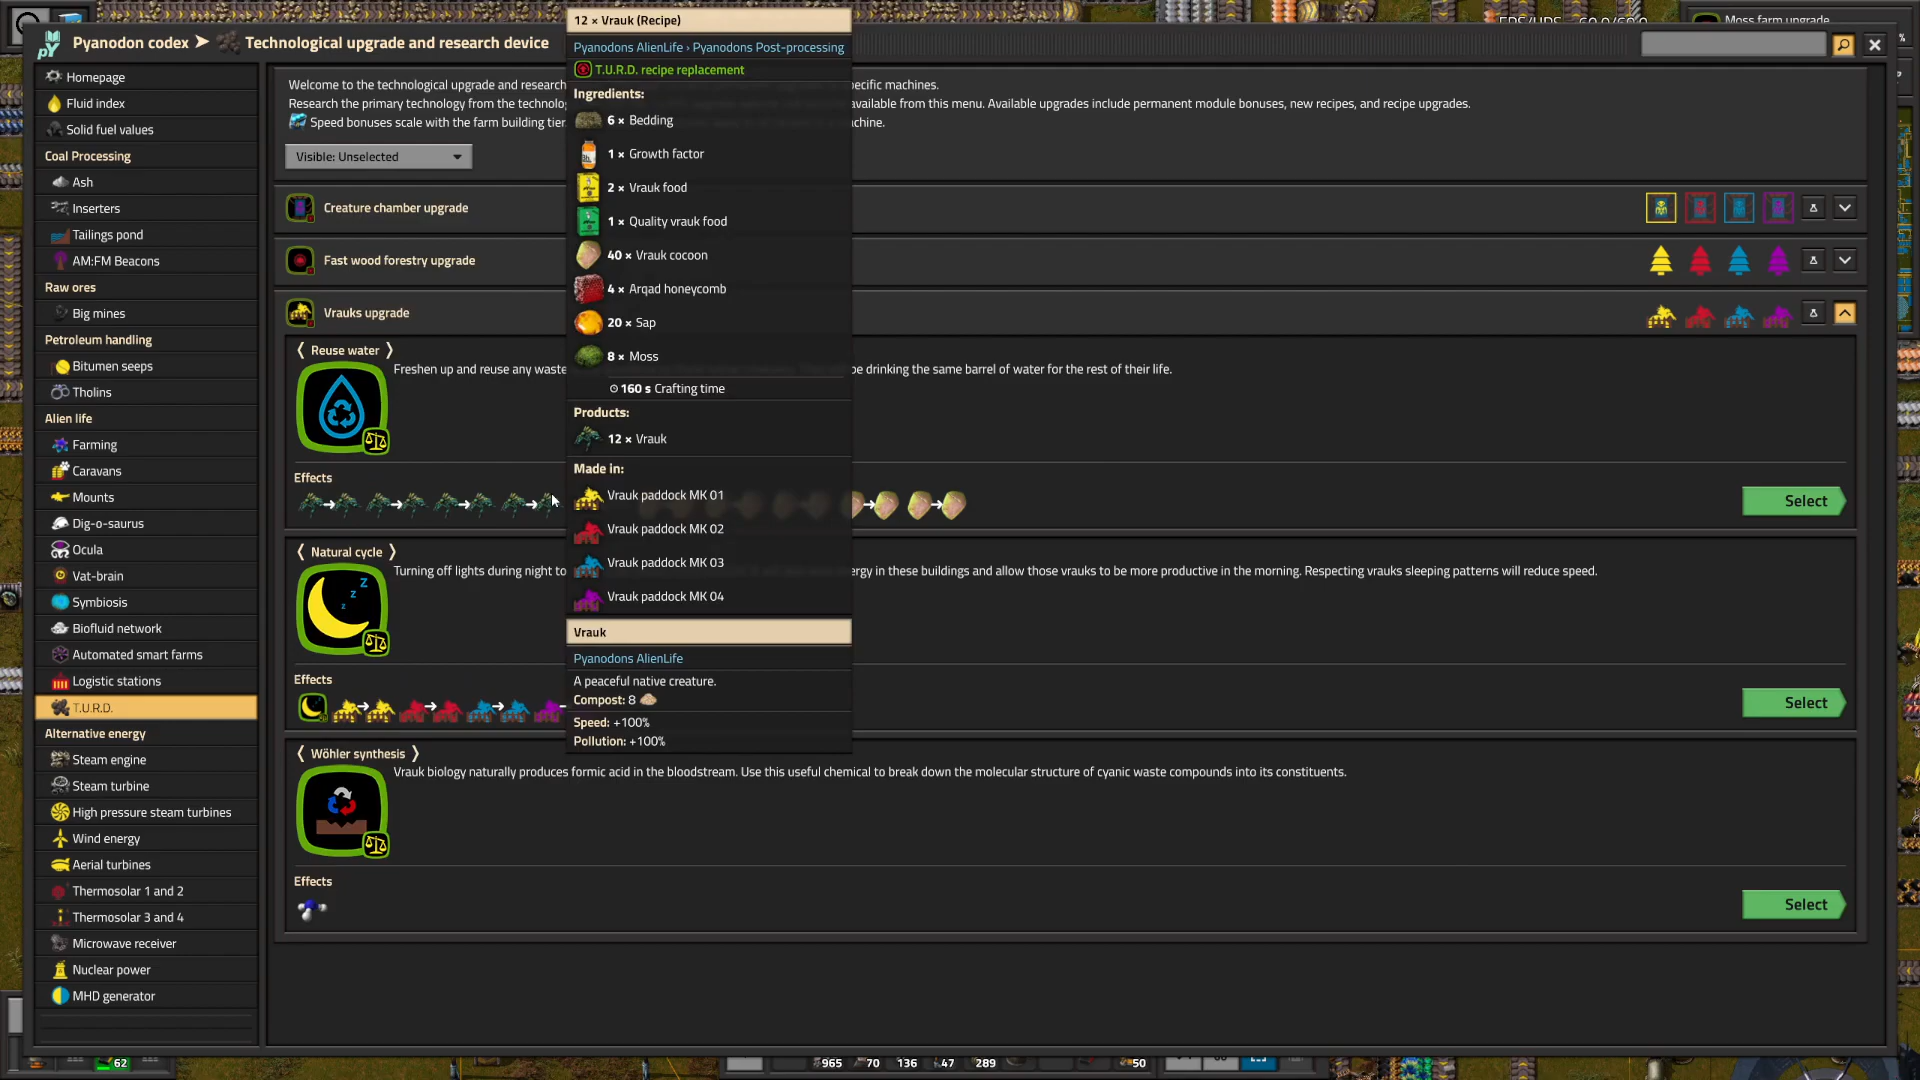 12 × Vrauk (Recipe)
Moss farm upgrade
Pyanodon codex
Technological upgrade and research device
Pyanodons AlienLife › Pyanodons Post-processing
T.U.R.D. recipe replacement
Homepage
Fluid index
Solid fuel values
Coal Processing
Ash
Inserters
Tailings pond
AM:FM Beacons
Raw ores
Big mines
Petroleum handling
Bitumen seeps
Tholins
Alien life
Farming
Caravans
Mounts
Dig-o-saurus
Ocula
Vat-brain
Symbiosis
Biofluid network
Automated smart farms
Logistic stations
T.U.R.D.
Alternative energy
Steam engine
Steam turbine
High pressure steam turbines
Wind energy
Aerial turbines
Thermosolar 1 and 2
Thermosolar 3 and 4
Microwave receiver
Nuclear power
MHD generator
Welcome to the technological upgrade and resear
ecific machines.
Research the primary technology from the technolo
available from this menu. Available upgrades include permanent module bonuses, new recipes, and recipe upgrades.
Speed bonuses scale with the farm building tier
e machine.
Visible: Unselected
Creature chamber upgrade
Fast wood forestry upgrade
Vrauks upgrade
Reuse water
Freshen up and reuse any waste
be drinking the same barrel of water for the rest of their life.
Effects
Select
Natural cycle
Turning off lights during night to
ergy in these buildings and allow those vrauks to be more productive in the morning. Respecting vrauks sleeping patterns will reduce speed.
Effects
Select
Wöhler synthesis
Vrauk biology naturally produces formic acid in the bloodstream. Use this useful chemical to break down the molecular structure of cyanic waste compounds into its constituents.
Effects
Select
Ingredients:
6 × Bedding
1 × Growth factor
2 × Vrauk food
1 × Quality vrauk food
40 × Vrauk cocoon
4 × Arqad honeycomb
20 × Sap
8 × Moss
160 s Crafting time
Products:
12 × Vrauk
Made in:
Vrauk paddock MK 01
Vrauk paddock MK 02
Vrauk paddock MK 03
Vrauk paddock MK 04
Vrauk
Pyanodons AlienLife
A peaceful native creature.
Compost: 8
Speed: +100%
Pollution: +100%
62
965 70 136 47 289 50